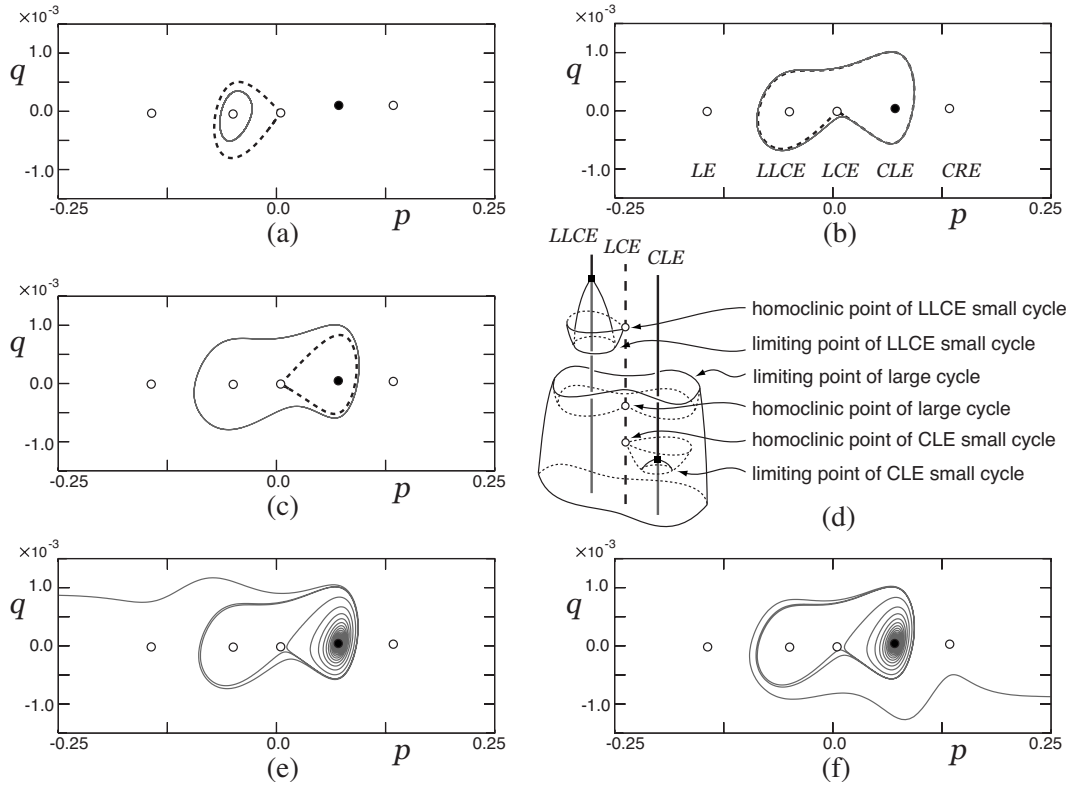 ×10⁻³
1.0
q
0.0
-1.0
-0.25
0.0
p
0.25
(a)
×10⁻³
1.0
q
0.0
-1.0
LE
LLCE
LCE
CLE
CRE
-0.25
0.0
p
0.25
(b)
×10⁻³
1.0
q
0.0
-1.0
-0.25
0.0
p
0.25
(c)
LLCE
LCE
CLE
homoclinic point of LLCE small cycle
limiting point of LLCE small cycle
limiting point of large cycle
homoclinic point of large cycle
homoclinic point of CLE small cycle
limiting point of CLE small cycle
(d)
×10⁻³
1.0
q
0.0
-1.0
-0.25
0.0
p
0.25
(e)
×10⁻³
1.0
q
0.0
-1.0
-0.25
0.0
p
0.25
(f)